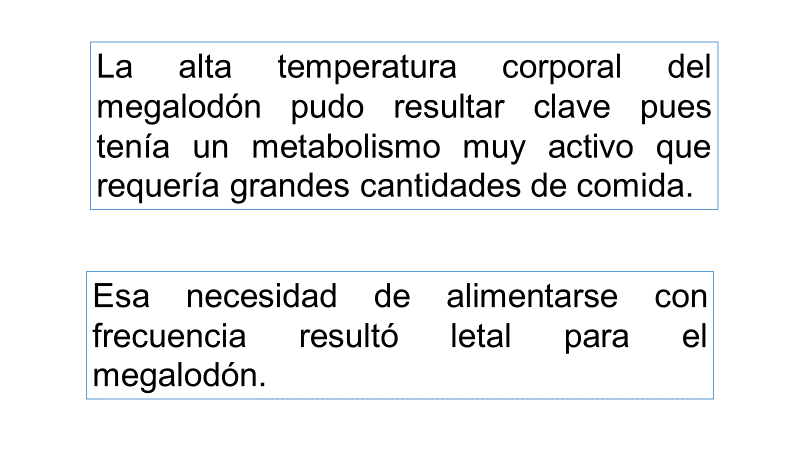 La alta temperatura corporal del
megalodón pudo resultar clave pues
tenía un metabolismo muy activo que
requería grandes cantidades de comida.
Esa necesidad de alimentarse con
frecuencia resultó letal para el
megalodón.